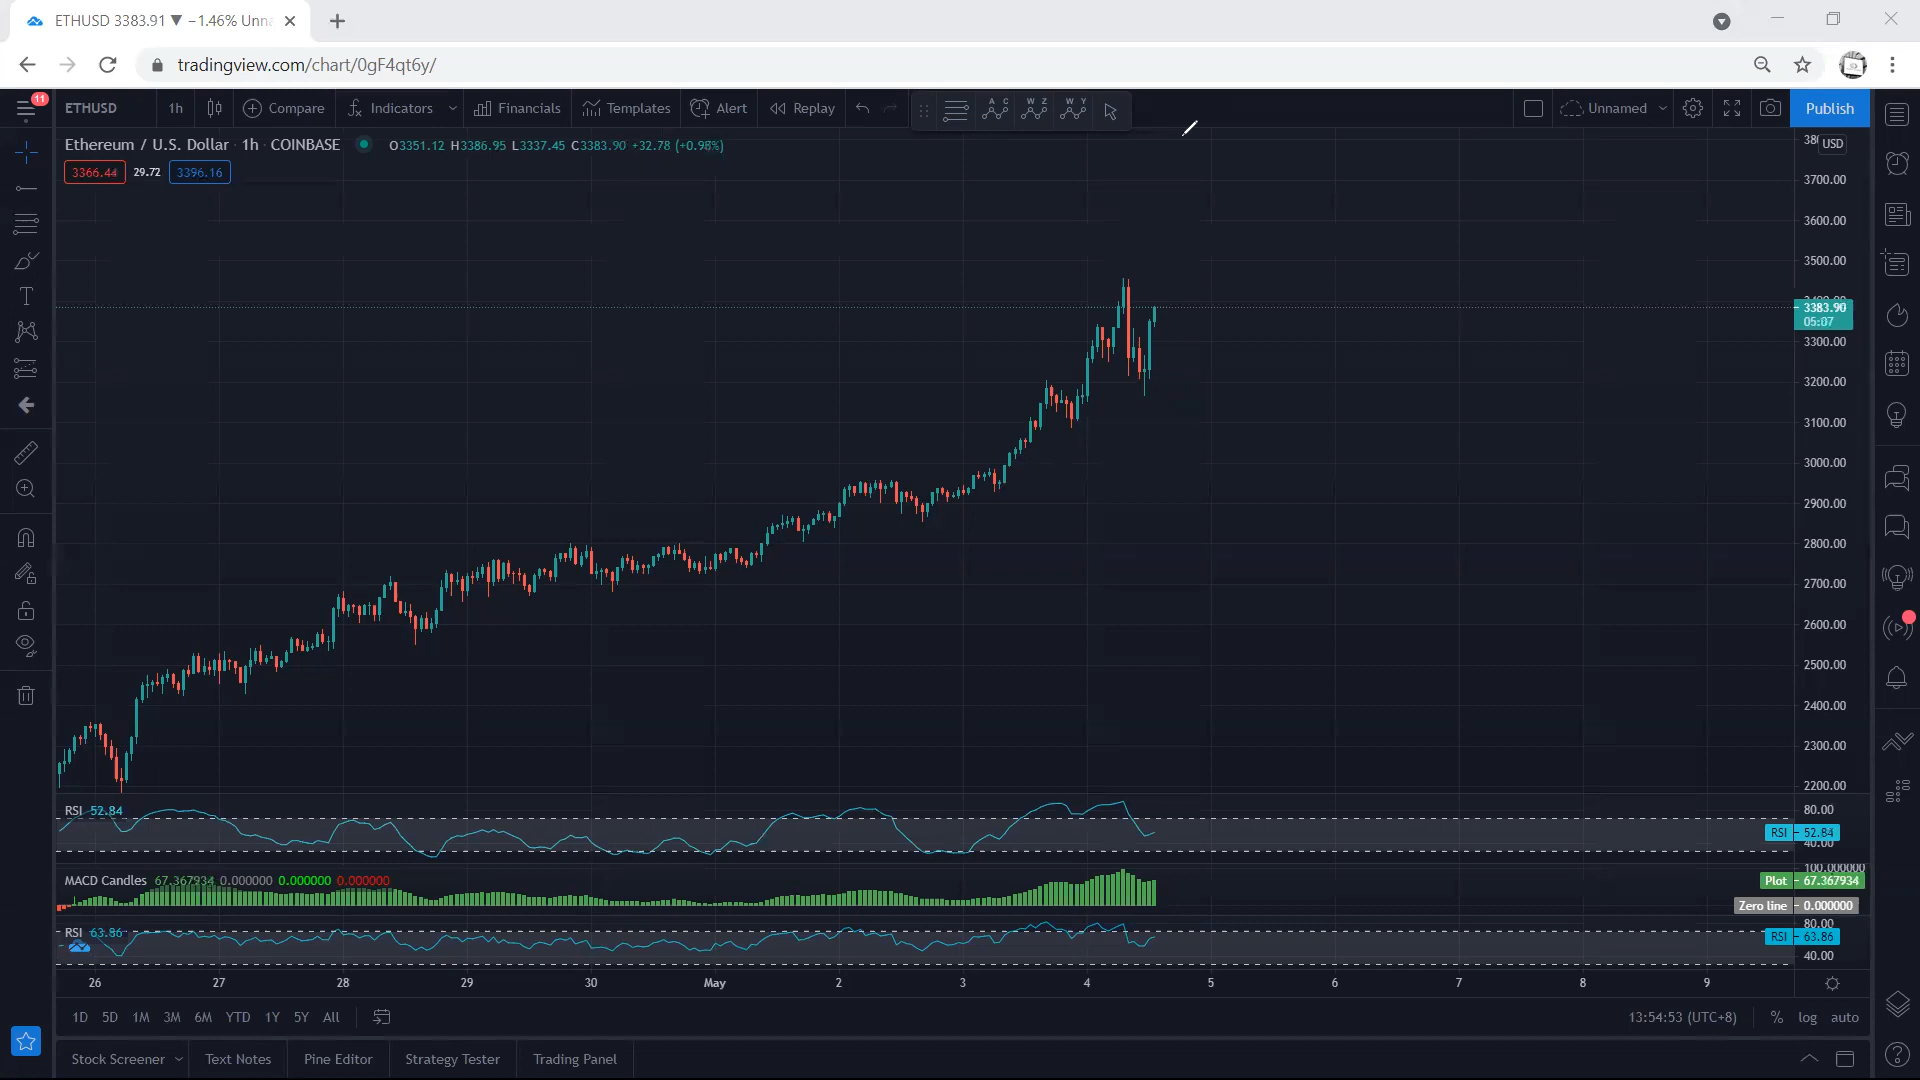 ETHUSD 3383.91 ▼ −1.46% Unna
tradingview.com/chart/0gF4qt6y/
11
ETHUSD 1h Compare Indicators Financials Templates Alert Replay A C W Z W Y Unnamed Publish
Ethereum / U.S. Dollar · 1h · COINBASE O3351.12 H3386.95 L3337.45 C3383.90 +32.78 (+0.98%)
3366.44 29.72 3396.16
USD
3700.00
3600.00
3500.00
3383.90
05:07
3300.00
3200.00
3100.00
3000.00
2900.00
2800.00
2700.00
2600.00
2500.00
2400.00
2300.00
2200.00
RSI 52.84
80.00
RSI 52.84
40.00
MACD Candles 67.367934 0.000000 0.000000 0.000000
100.000000
Plot 67.367934
Zero line 0.000000
RSI 63.86
80.00
RSI 63.86
40.00
26 27 28 29 30 May 2 3 4 5 6 7 8 9
1D 5D 1M 3M 6M YTD 1Y 5Y All 13:54:53 (UTC+8) % log auto
Stock Screener Text Notes Pine Editor Strategy Tester Trading Panel